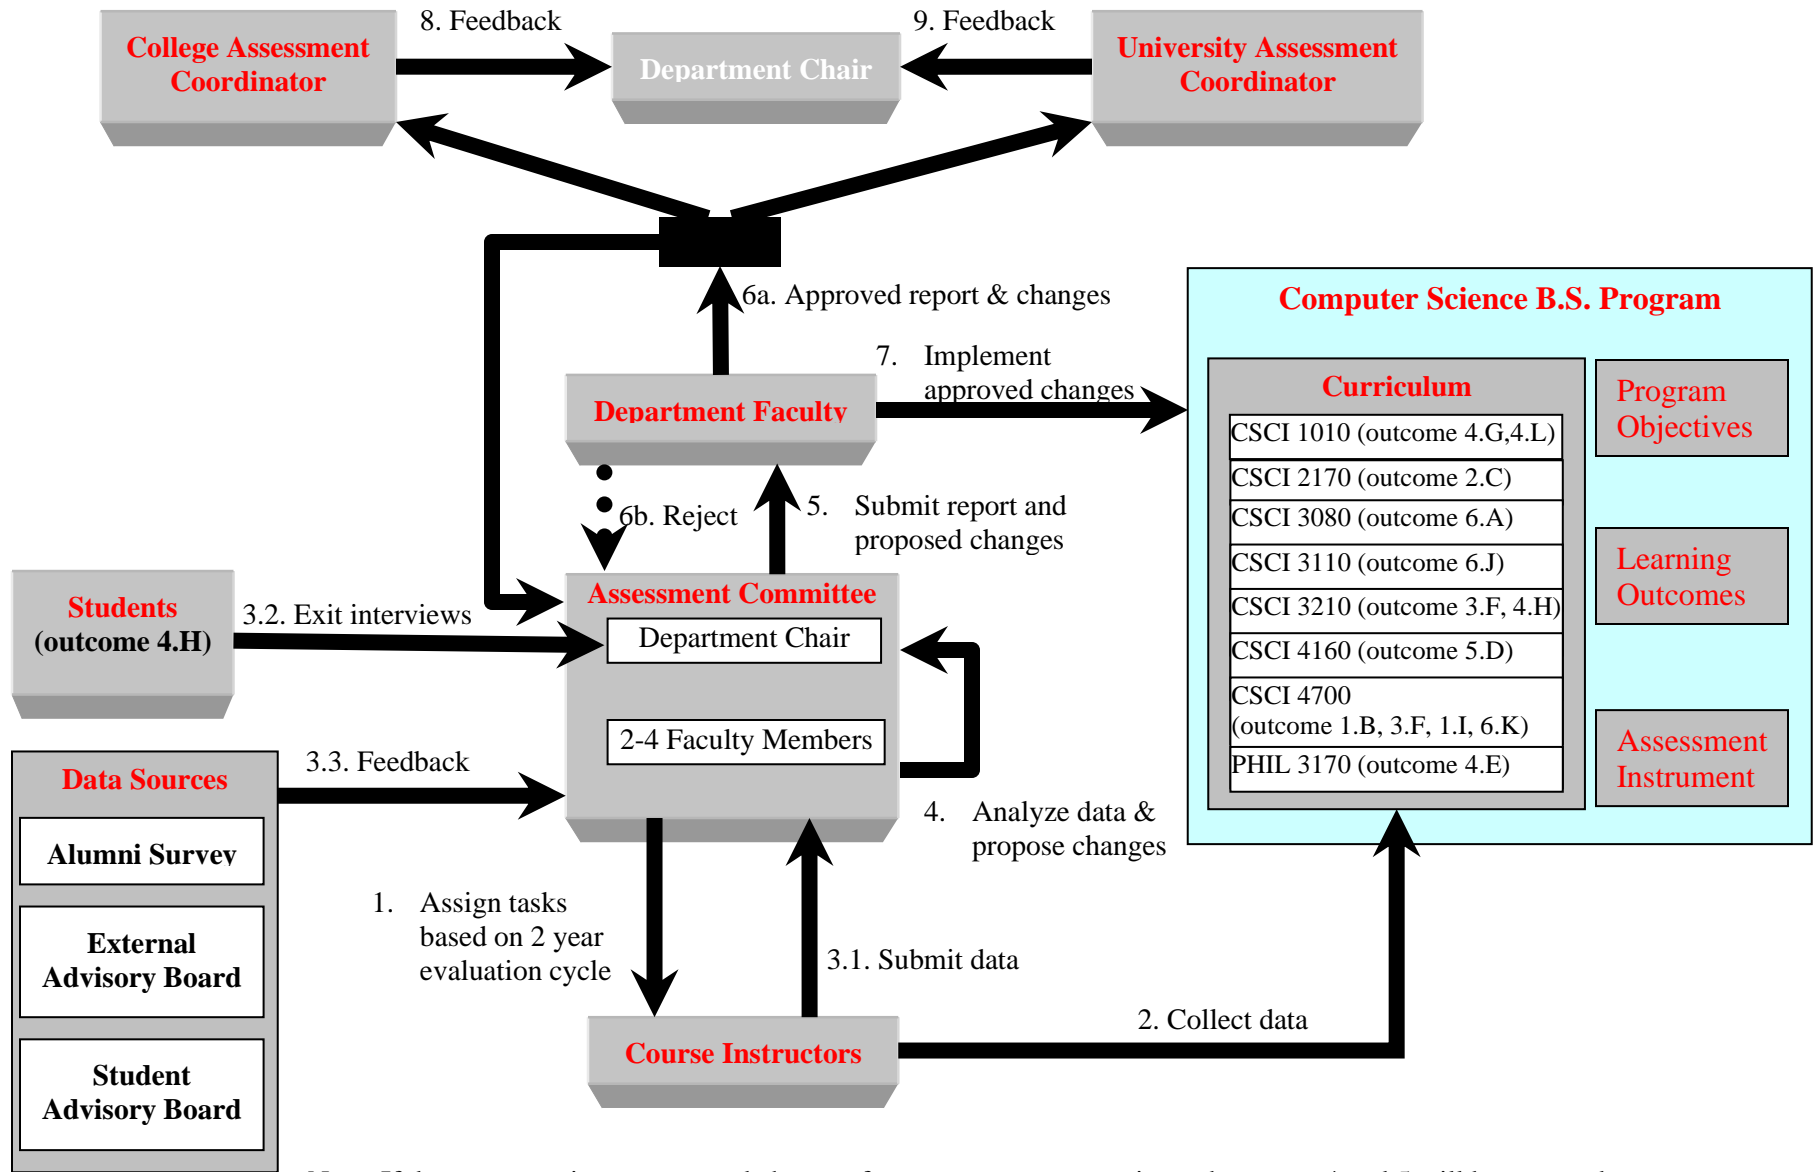 8. Feedback
9. Feedback
College Assessment
Coordinator
Department Chair
University Assessment
Coordinator
6a. Approved report & changes
7. Implement
approved changes
Department Faculty
6b. Reject
5. Submit report and
proposed changes
Computer Science B.S. Program
Curriculum
CSCI 1010 (outcome 4.G,4.L)
CSCI 2170 (outcome 2.C)
CSCI 3080 (outcome 6.A)
CSCI 3110 (outcome 6.J)
CSCI 3210 (outcome 3.F, 4.H)
CSCI 4160 (outcome 5.D)
CSCI 4700
(outcome 1.B, 3.F, 1.I, 6.K)
PHIL 3170 (outcome 4.E)
Program
Objectives
Learning
Outcomes
Assessment
Instrument
Students
(outcome 4.H)
3.2. Exit interviews
Assessment Committee
Department Chair
2-4 Faculty Members
Data Sources
Alumni Survey
External
Advisory Board
Student
Advisory Board
3.3. Feedback
4. Analyze data &
propose changes
1. Assign tasks
based on 2 year
evaluation cycle
3.1. Submit data
2. Collect data
Course Instructors